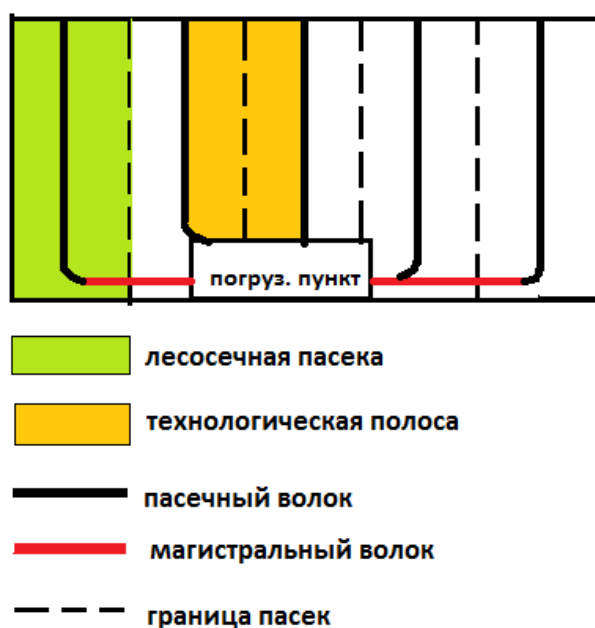 погруз. пункт
лесосечная пасека
технологическая полоса
пасечный волок
магистральный волок
граница пасек